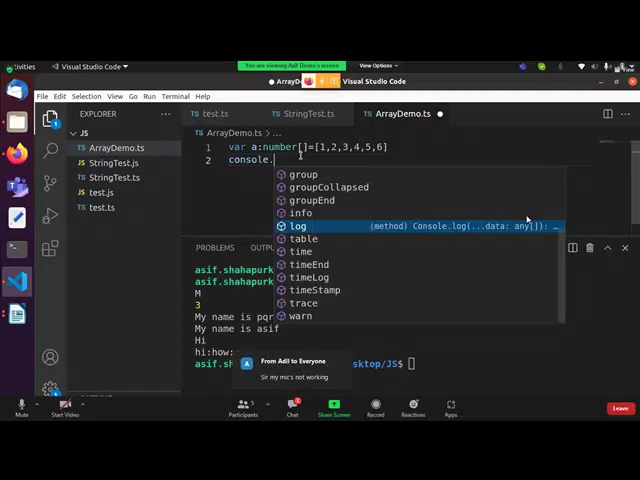 You are viewing Asif Demo's screen
View Options
View
Visual Studio Code
Visual Studio Code
File Edit Selection View Go Run Terminal Help
EXPLORER
test.ts
StringTest.ts
ArrayDemo.ts
JS
ArrayDemo.ts
StringTest.js
StringTest.ts
test.js
test.ts
ArrayDemo.ts > ...
1 var a:number[]=[1,2,3,4,5,6]
2 console.
group
groupCollapsed
groupEnd
info
log (method) Console.log(...data: any[]): ...
table
time
timeEnd
timeLog
timeStamp
trace
warn
PROBLEMS
asif.shahapurk
asif.shahapurk
M
3
My name is pqr
My name is asif
Hi
hi:how:
asif.shahapurk
sktop/JS$
A
From Adil to Everyone
Sir my mic's not working
Mute
Start Video
Participants 5
Chat 1
Share Screen
Record
Reactions
Apps
Leave